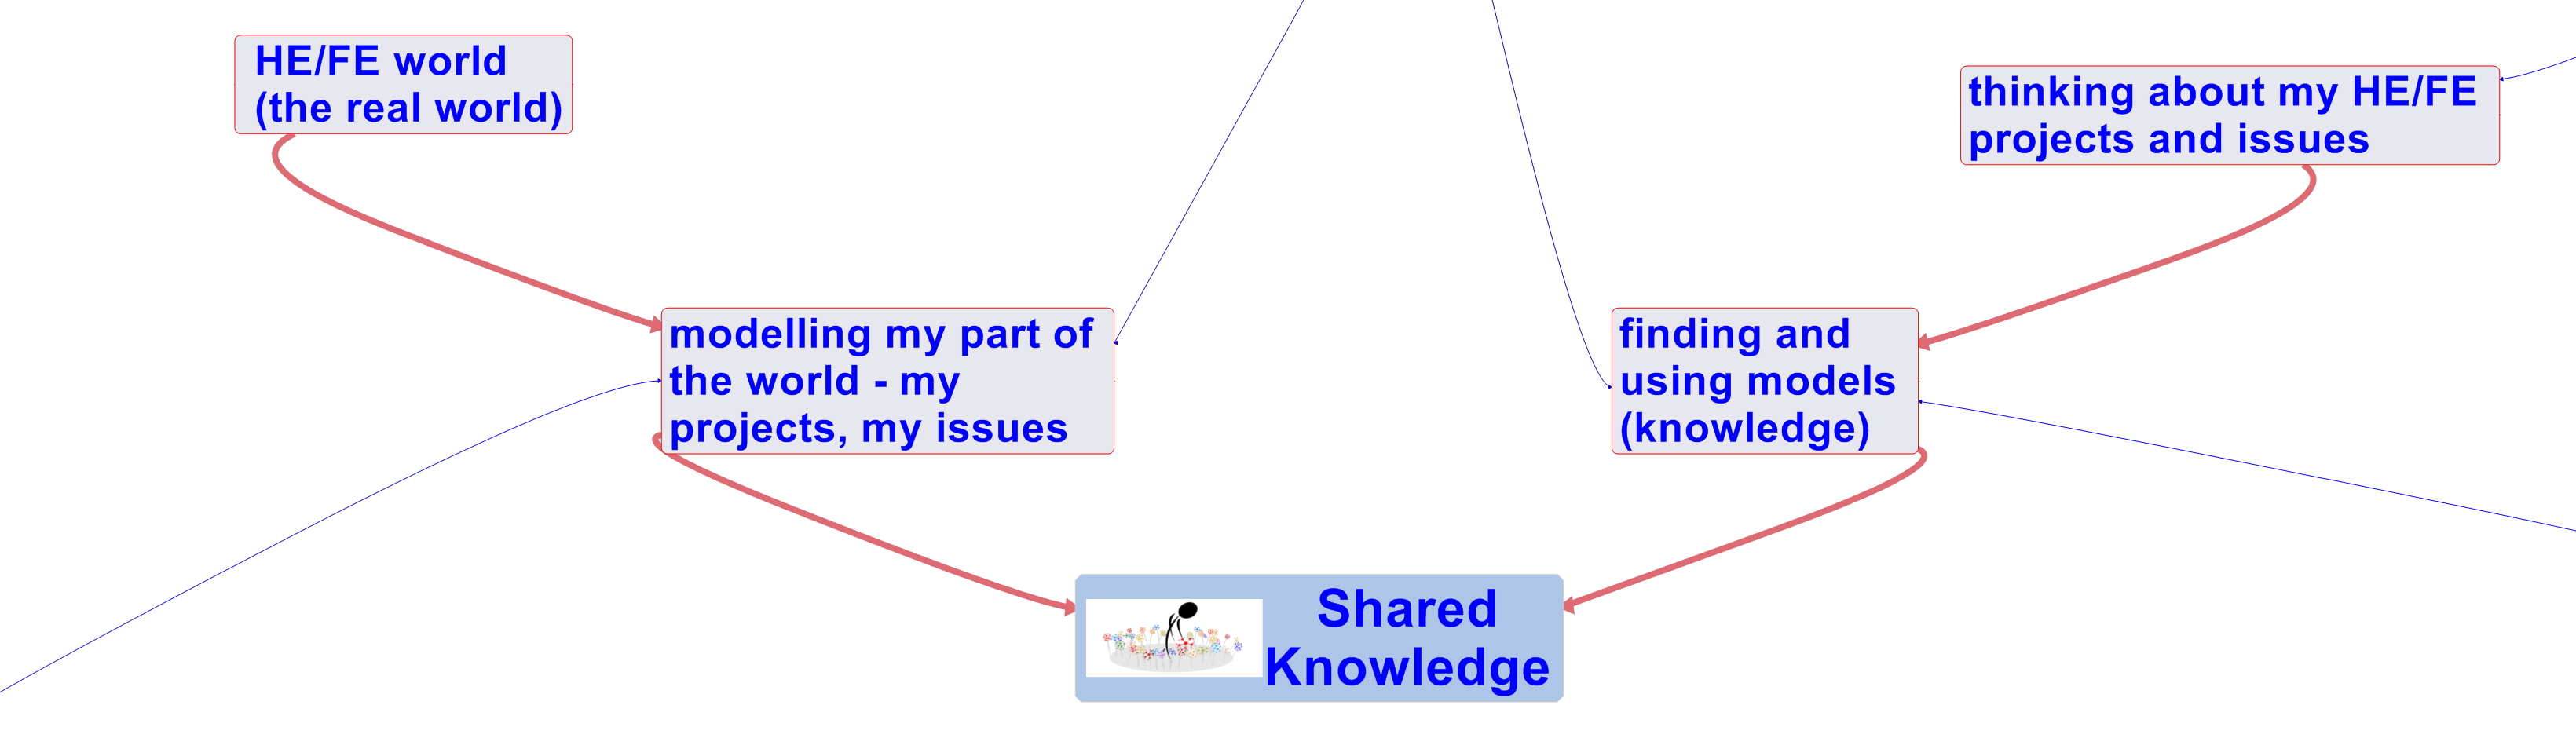 HE/FE world
(the real world)
thinking about my HE/FE
projects and issues
modelling my part of
the world - my
projects, my issues
finding and
using models
(knowledge)
Shared
Knowledge